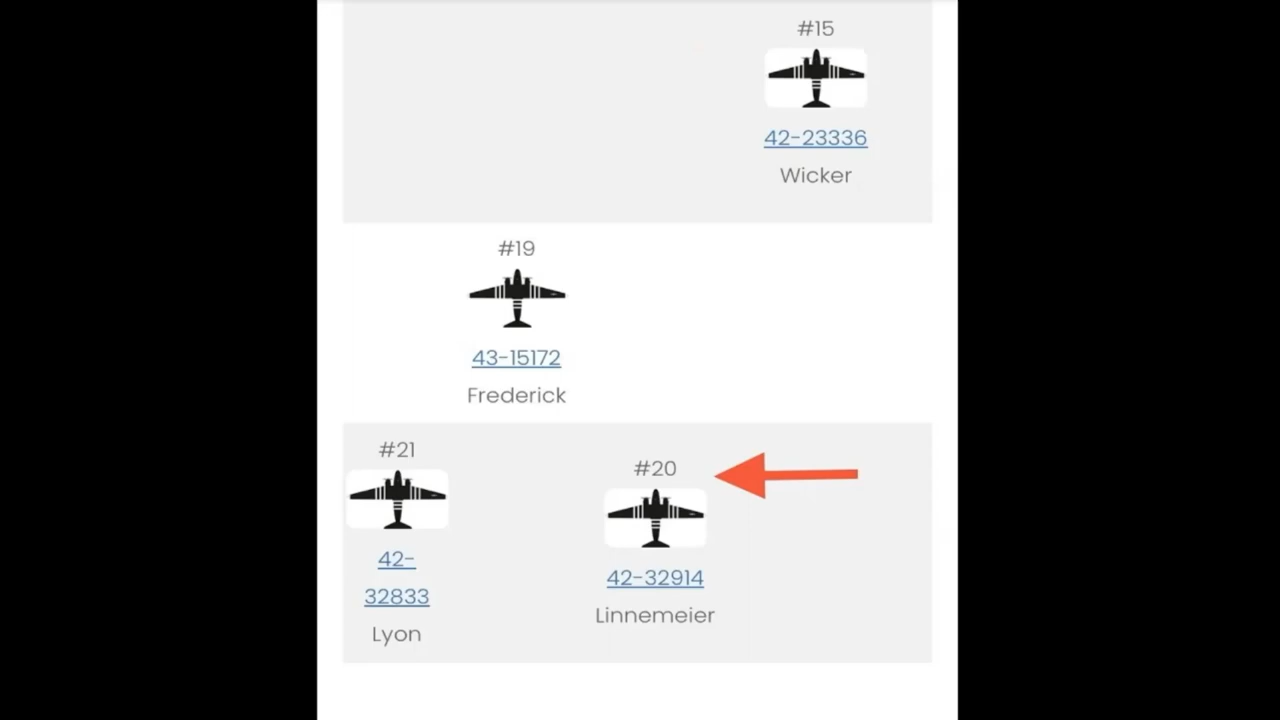 #15
42-23336
Wicker
#19
43-15172
Frederick
#21
42-
32833
Lyon
#20
42-32914
Linnemeier